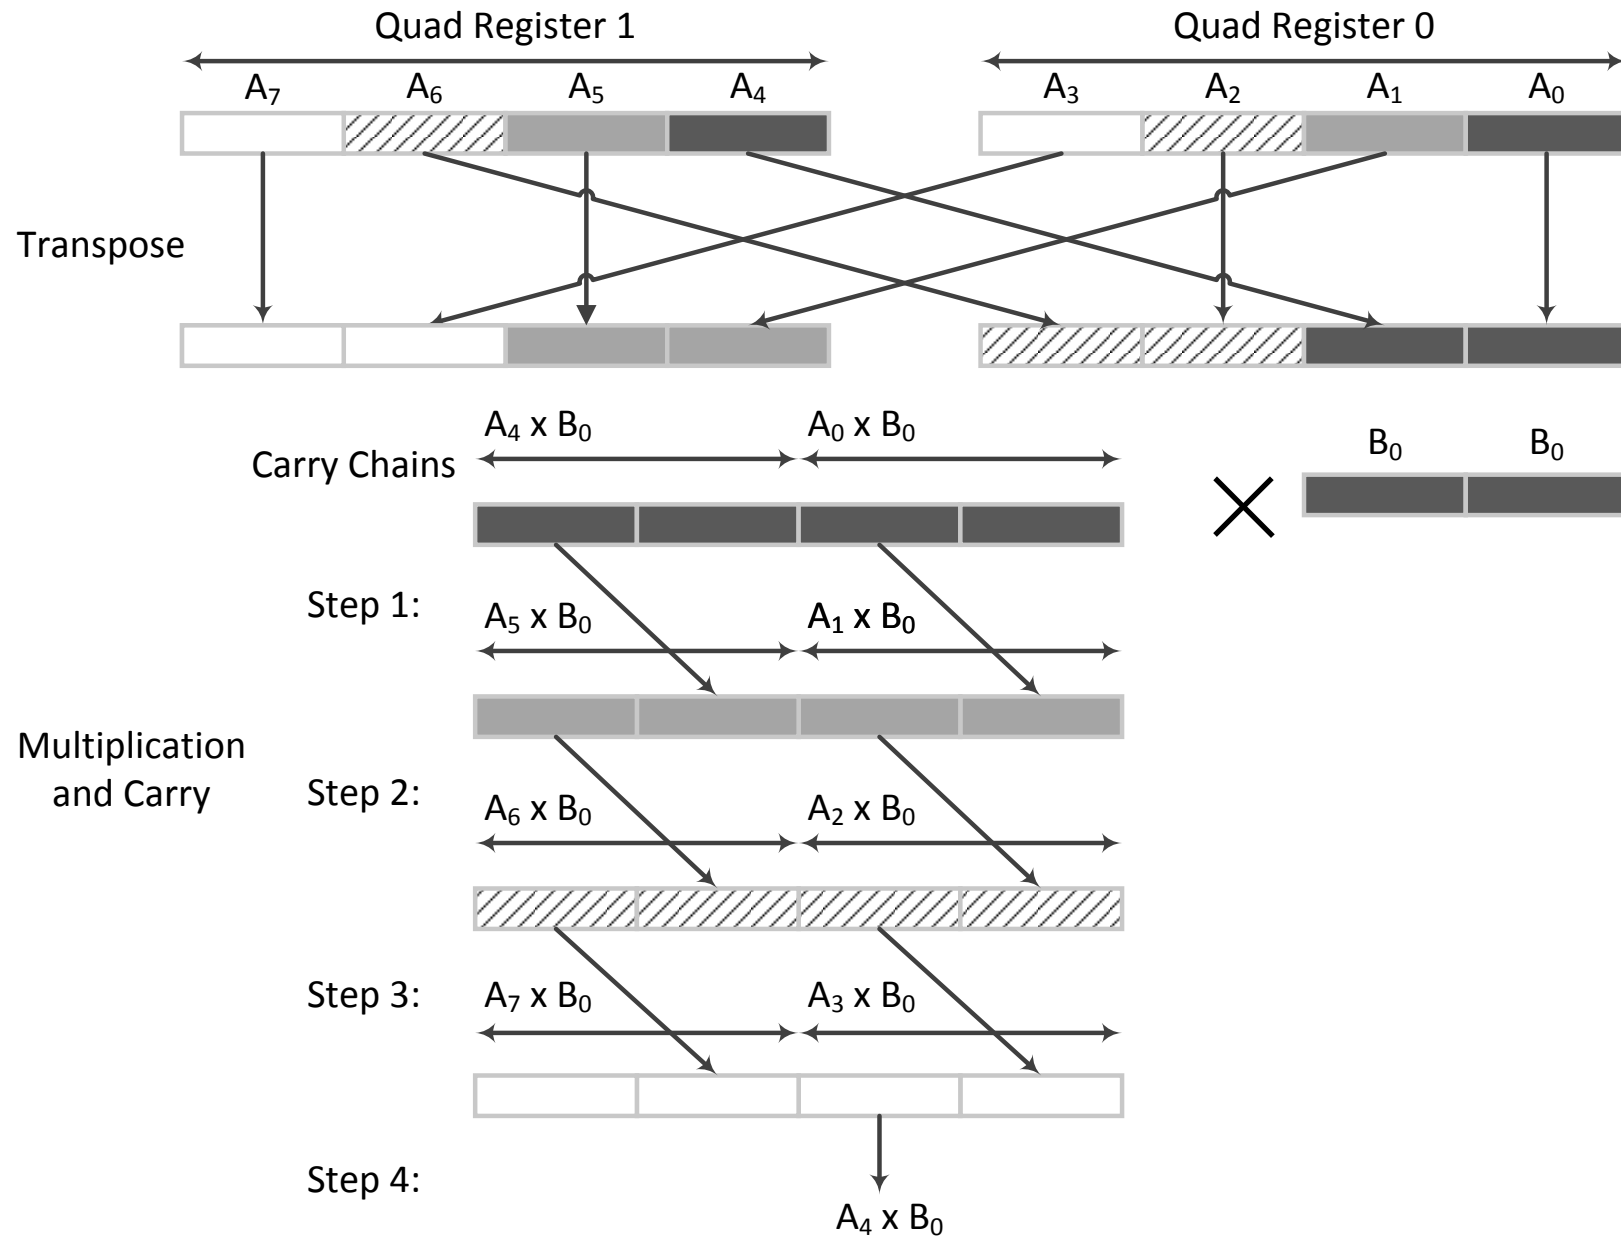 Quad Register 1
Quad Register 0
A₇ A₆ A₅ A₄ A₃ A₂ A₁ A₀
Transpose
A₄ x B₀ A₀ x B₀
B₀ B₀
Carry Chains
Step 1:
A₅ x B₀ A₁ x B₀
Multiplication
and Carry
Step 2:
A₆ x B₀ A₂ x B₀
Step 3:
A₇ x B₀ A₃ x B₀
Step 4:
A₄ x B₀